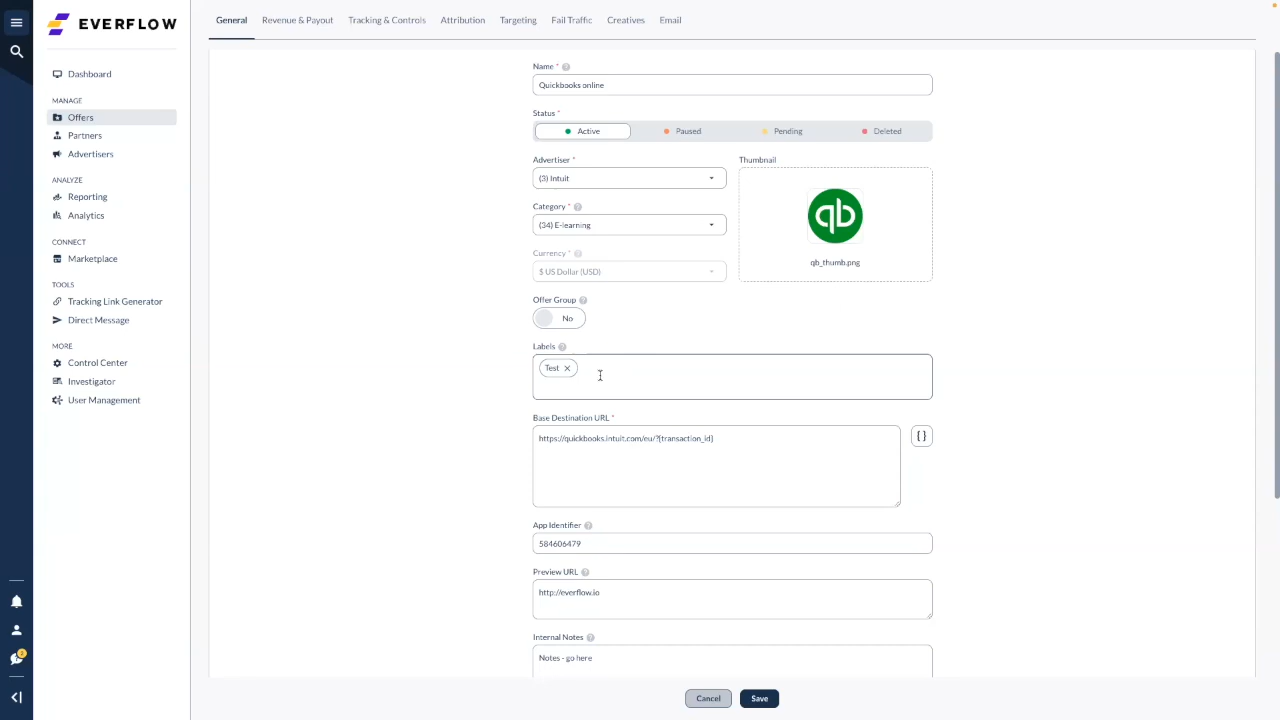 EVERFLOW
General Revenue & Payout Tracking & Controls Attribution Targeting Fail Traffic Creatives Email
Dashboard
MANAGE
Offers
Partners
Advertisers
ANALYZE
Reporting
Analytics
CONNECT
Marketplace
TOOLS
Tracking Link Generator
Direct Message
MORE
Control Center
Investigator
User Management
Name *
Quickbooks online
Status *
Active Paused Pending Deleted
Advertiser * Thumbnail
(3) Intuit
Category *
(34) E-learning
qb
qb_thumb.png
Currency *
$ US Dollar (USD)
Offer Group
No
Labels
Test
Base Destination URL *
https://quickbooks.intuit.com/eu/?{transaction_id}
App Identifier
584606479
Preview URL
http://everflow.io
Internal Notes
Notes - go here
Cancel Save